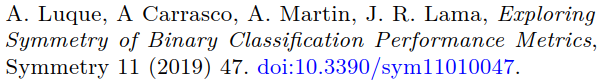 A. Luque, A Carrasco, A. Martin, J. R. Lama, Exploring
Symmetry of Binary Classification Performance Metrics,
Symmetry 11 (2019) 47. doi:10.3390/sym11010047.